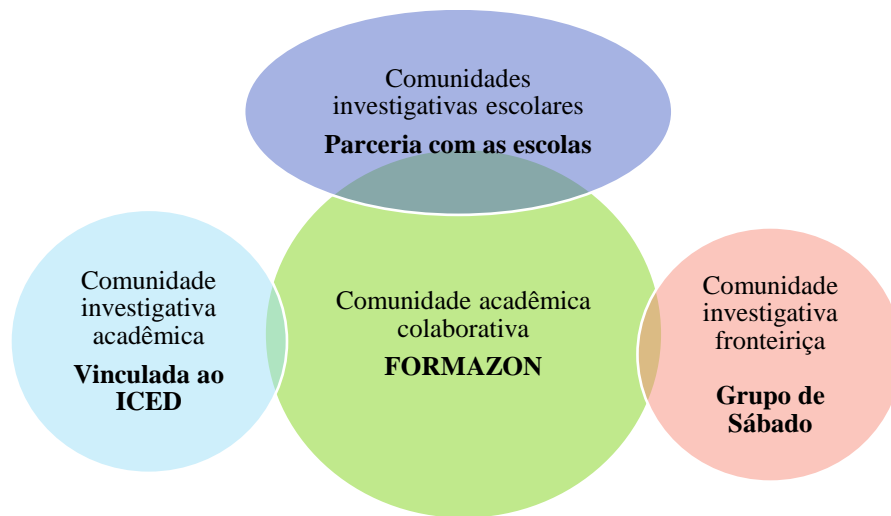 Comunidades
investigativas escolares
Parceria com as escolas
Comunidade
investigativa
acadêmica
Vinculada ao
ICED
Comunidade acadêmica
colaborativa
FORMAZON
Comunidade
investigativa
fronteiriça
Grupo de
Sábado